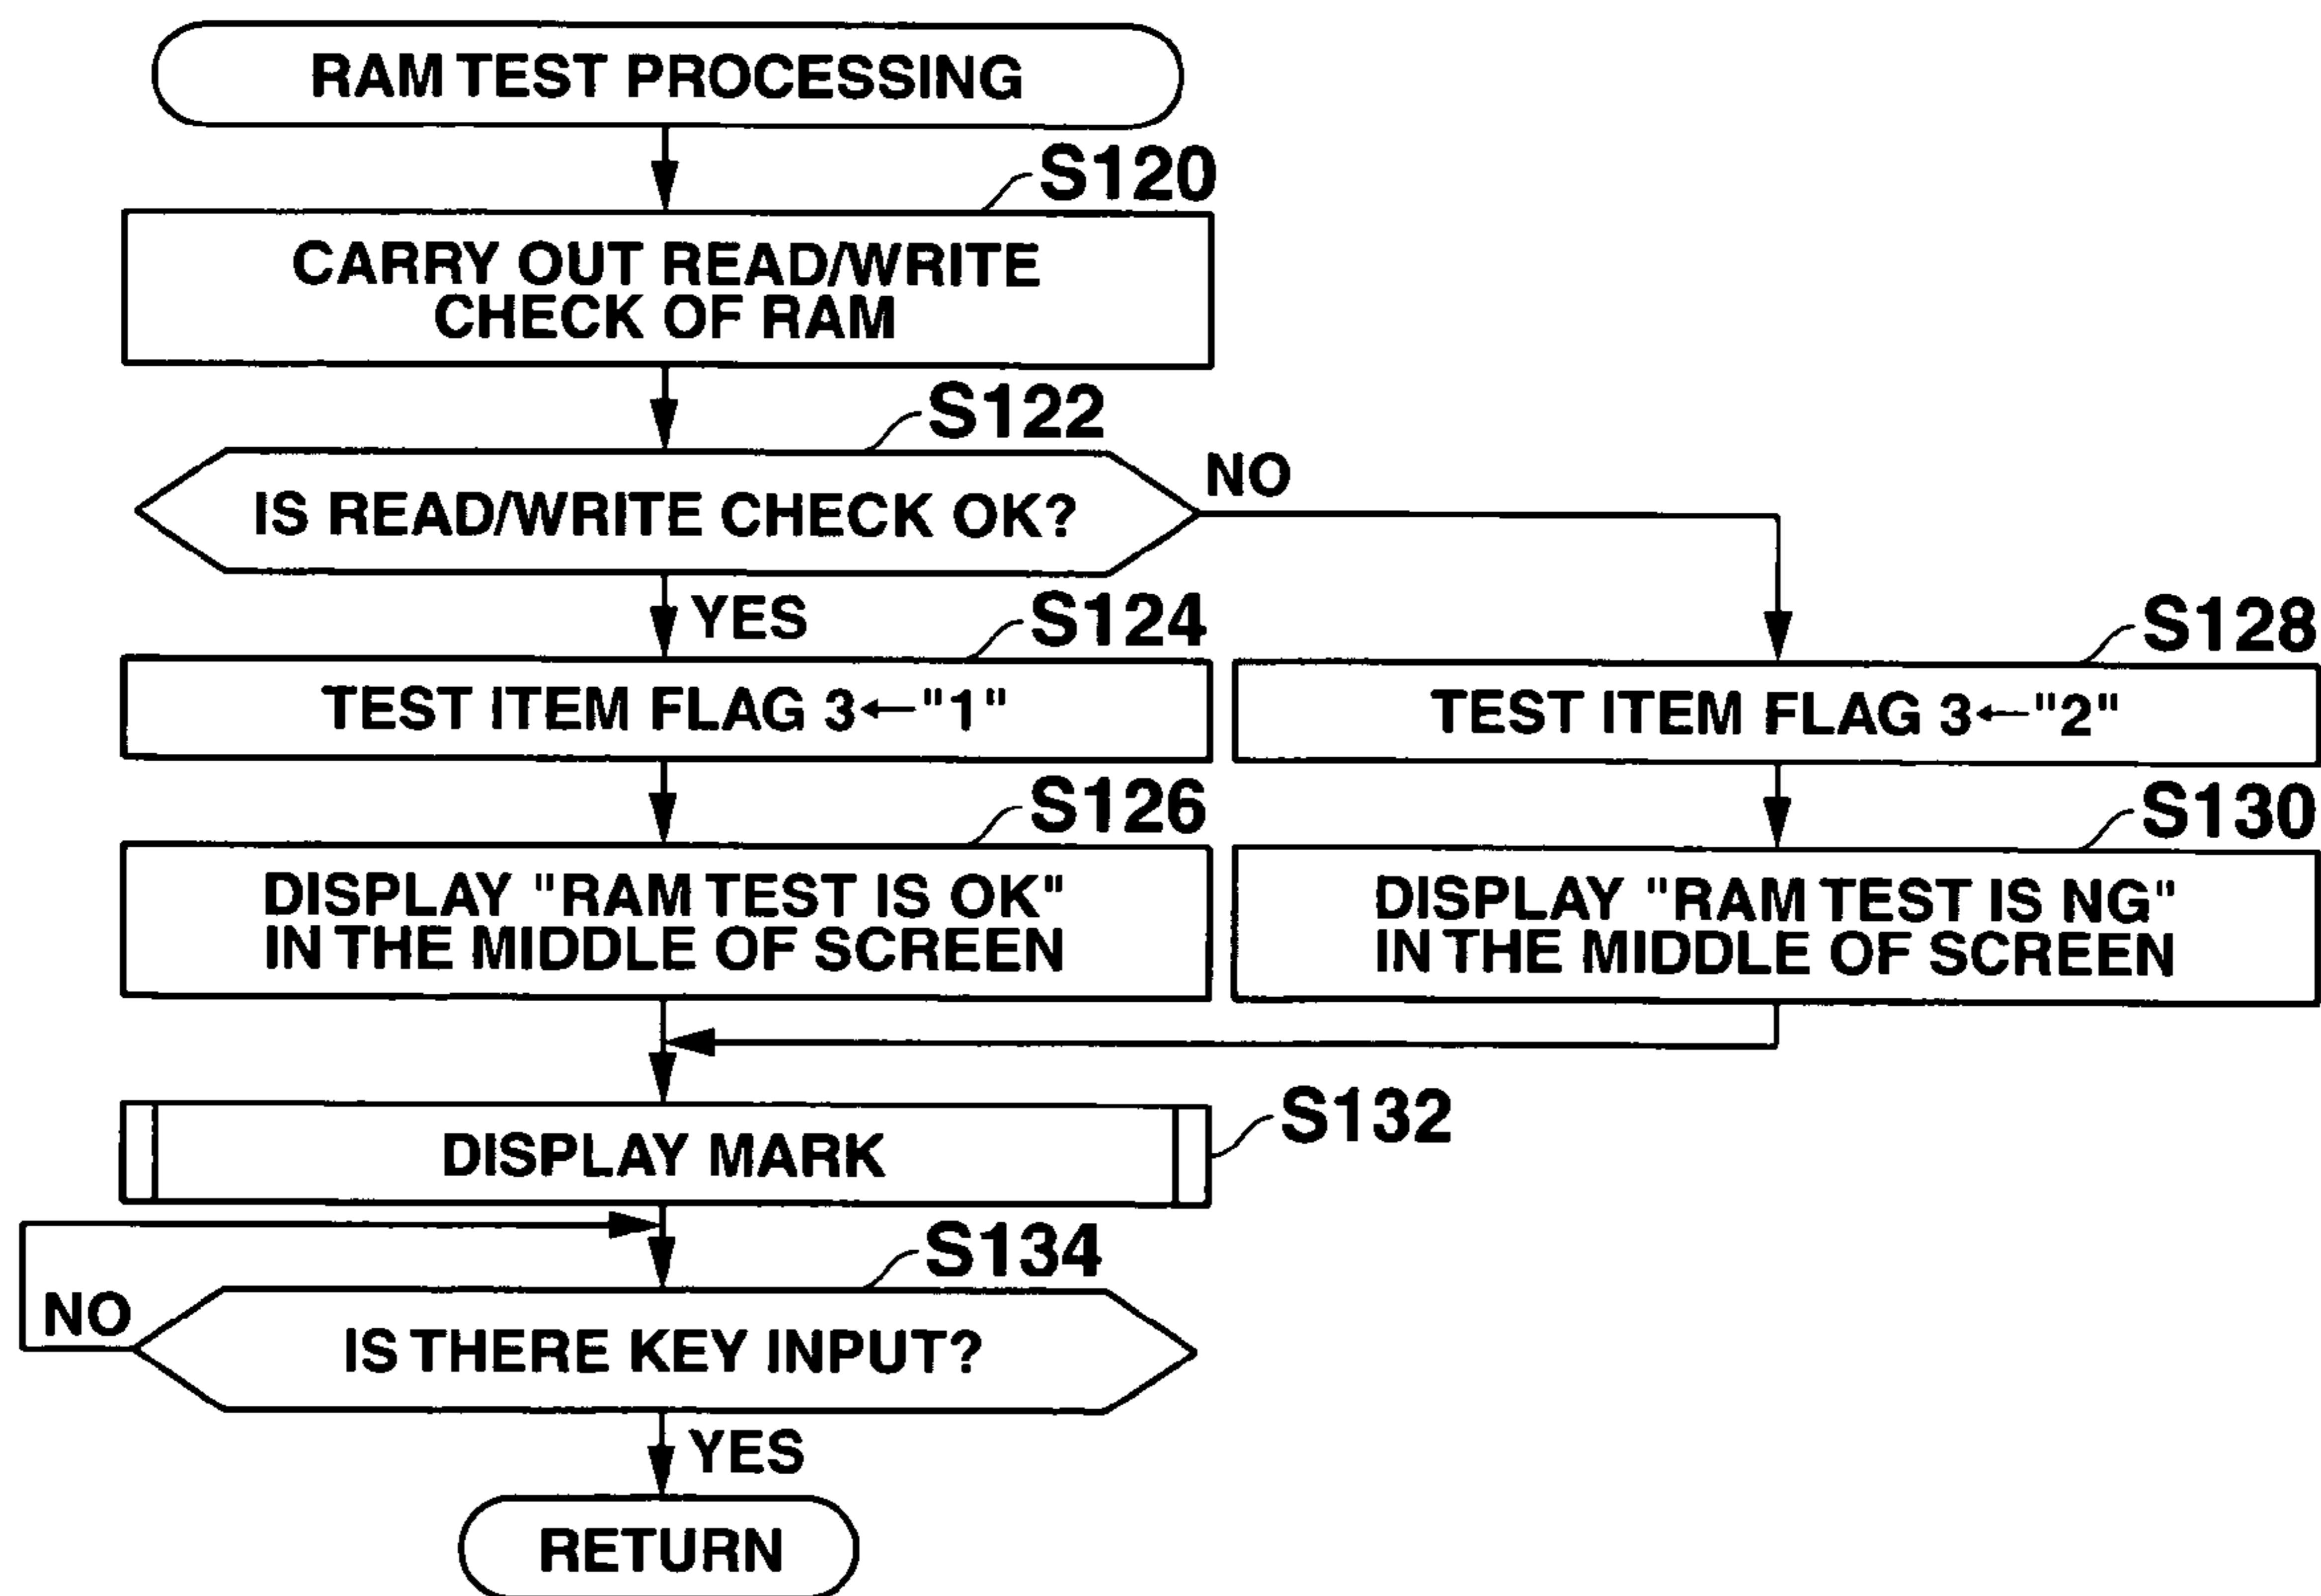 RAM TEST PROCESSING
S120
CARRY OUT READ/WRITE
CHECK OF RAM
S122
IS READ/WRITE CHECK OK?
NO
YES
S124
TEST ITEM FLAG 3←"1"
S128
TEST ITEM FLAG 3←"2"
S126
DISPLAY "RAM TEST IS OK"
IN THE MIDDLE OF SCREEN
S130
DISPLAY "RAM TEST IS NG"
IN THE MIDDLE OF SCREEN
S132
DISPLAY MARK
S134
NO
IS THERE KEY INPUT?
YES
RETURN